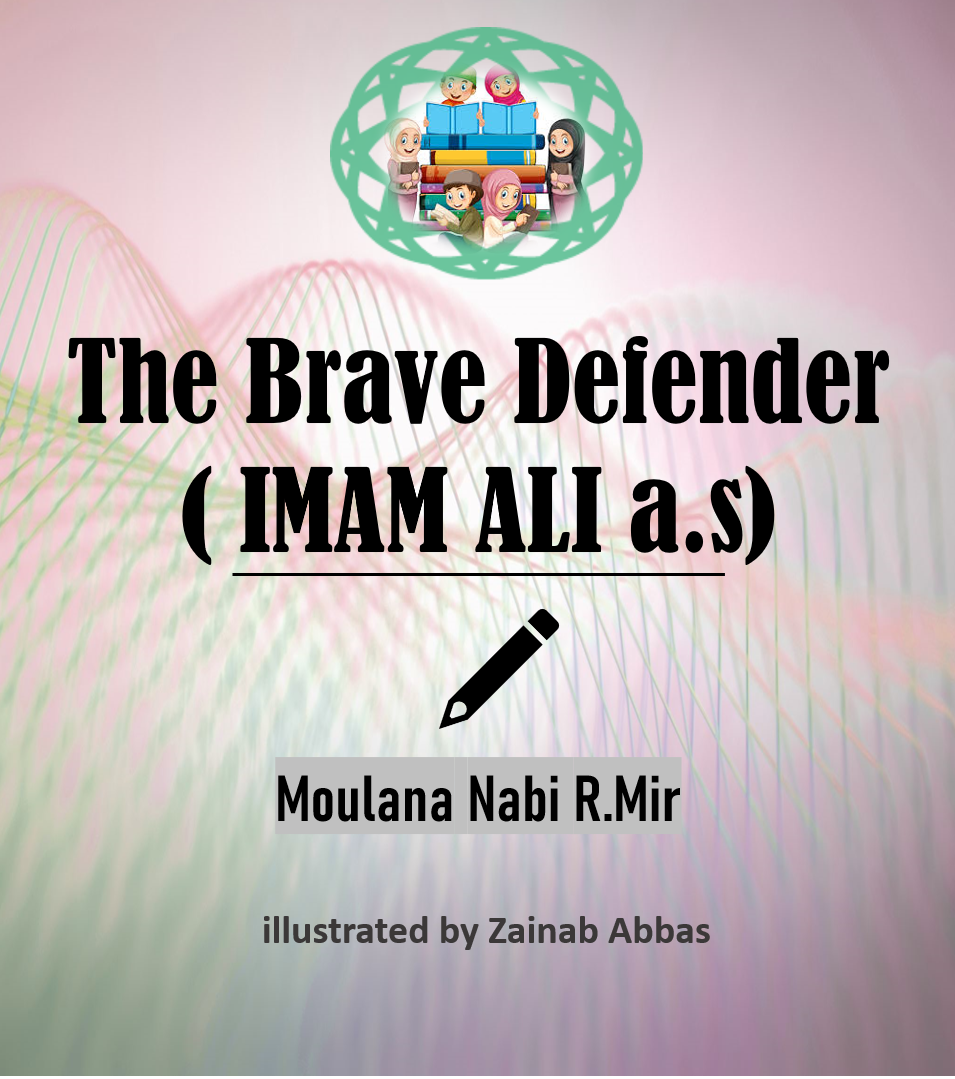 The Brave Defender
( IMAM ALI a.s)
Moulana Nabi R.Mir
illustrated by Zainab Abbas